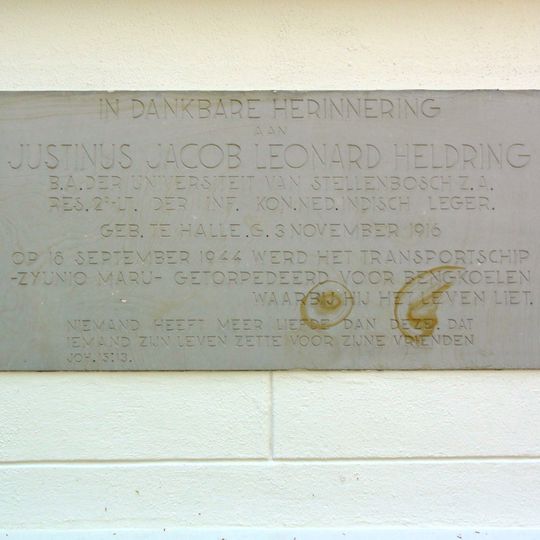 IN DANKBARE HERINNERING
AAN
JUSTINUS JACOB LEONARD HELDRING
B.A. DER UNIVERSITEIT VAN STELLENBOSCH Z.A.
RES. 2E-LT. DER INF. KON. NED. INDISCH LEGER.
GEB. TE HALLE. G. 3 NOVEMBER 1916
OP 18 SEPTEMBER 1944 WERD HET TRANSPORTSCHIP
-ZYUNIO MARU- GETORPEDEERD VOOR BENGKOELEN
WAARBIJ HIJ HET LEVEN LIET.
NIEMAND HEEFT MEER LIEFDE DAN DEZE, DAT
IEMAND ZIJN LEVEN ZETTE VOOR ZIJNE VRIENDEN
JOH. 15:13.